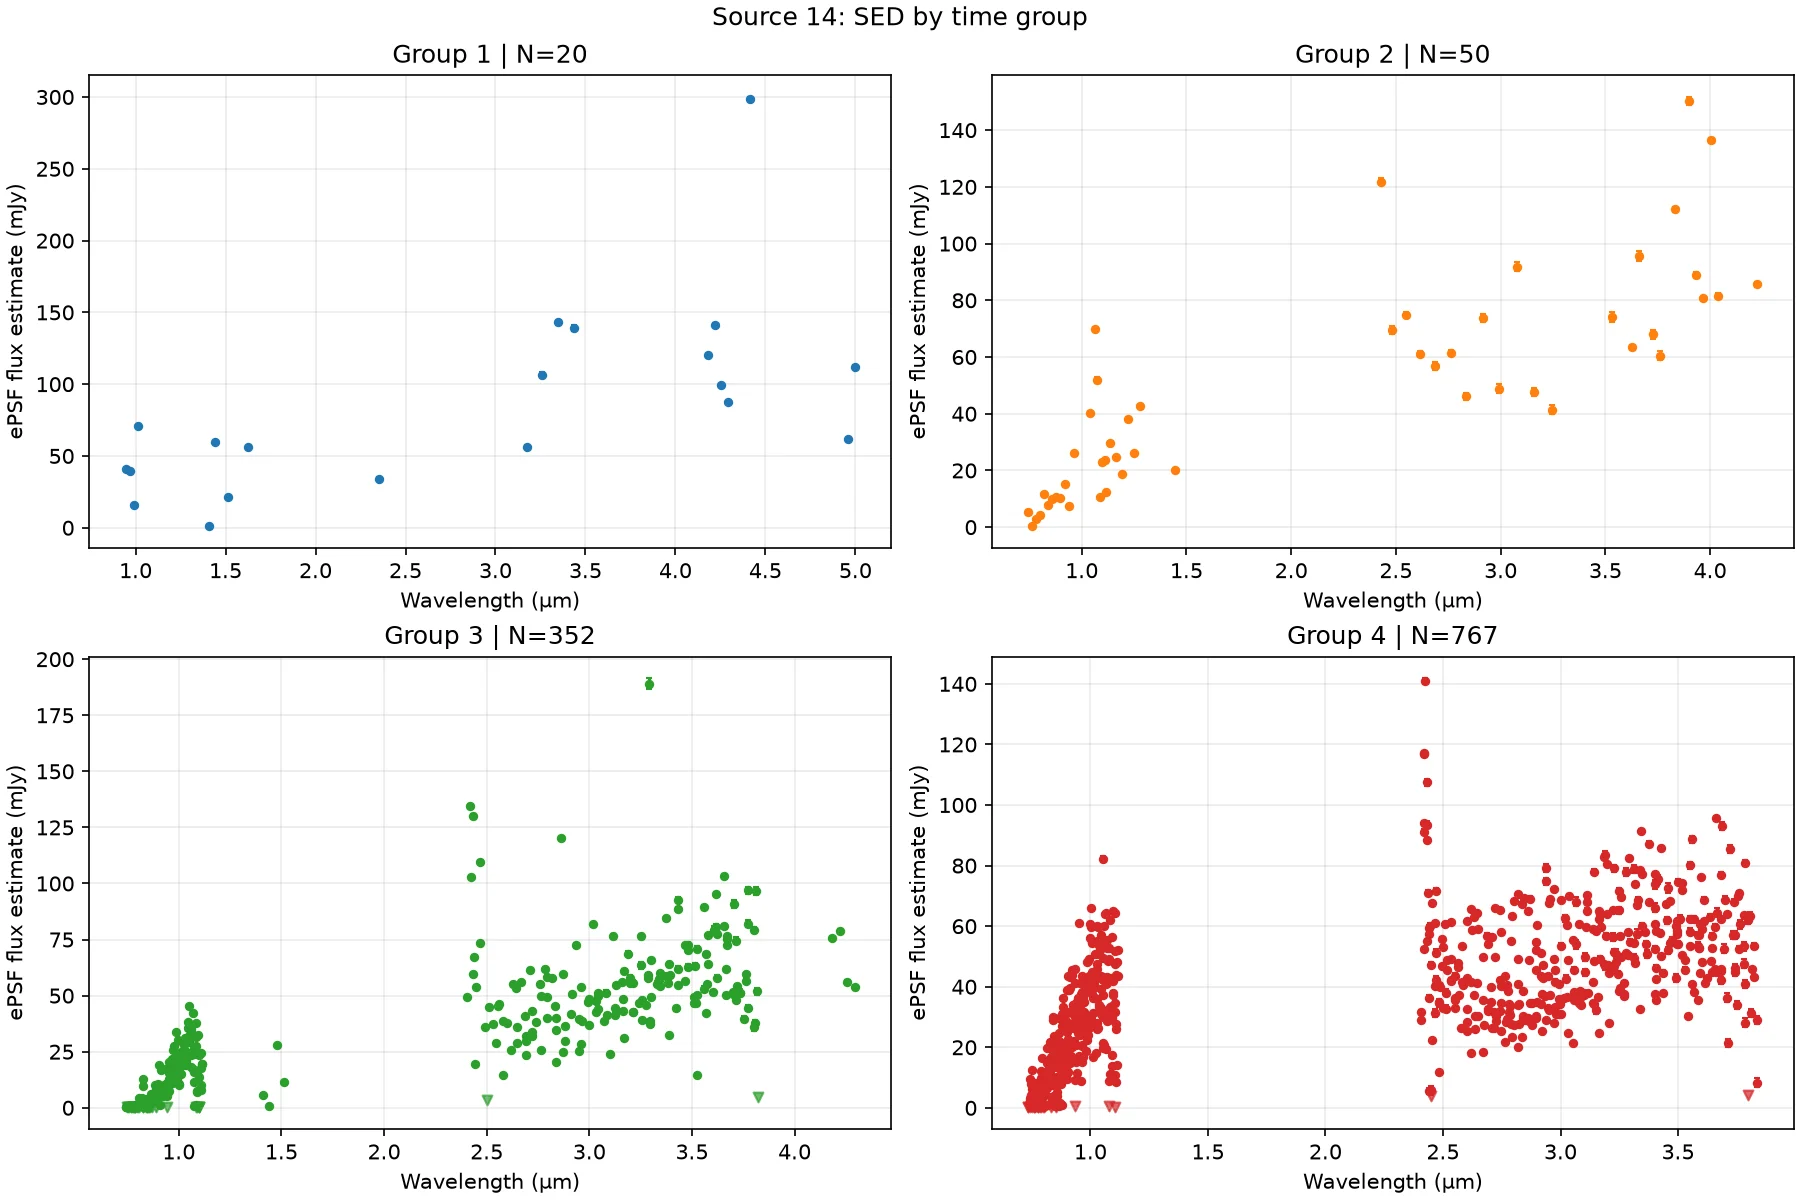 Source 14: SED by time group
Group 1 | N=20
Group 2 | N=50
ePSF flux estimate (mJy)
300
250
200
150
100
50
0
1.0 1.5 2.0 2.5 3.0 3.5 4.0 4.5 5.0
Wavelength (µm)
ePSF flux estimate (mJy)
140
120
100
80
60
40
20
0
1.0 1.5 2.0 2.5 3.0 3.5 4.0
Wavelength (µm)
Group 3 | N=352
Group 4 | N=767
ePSF flux estimate (mJy)
200
175
150
125
100
75
50
25
0
1.0 1.5 2.0 2.5 3.0 3.5 4.0
Wavelength (µm)
ePSF flux estimate (mJy)
140
120
100
80
60
40
20
0
1.0 1.5 2.0 2.5 3.0 3.5
Wavelength (µm)